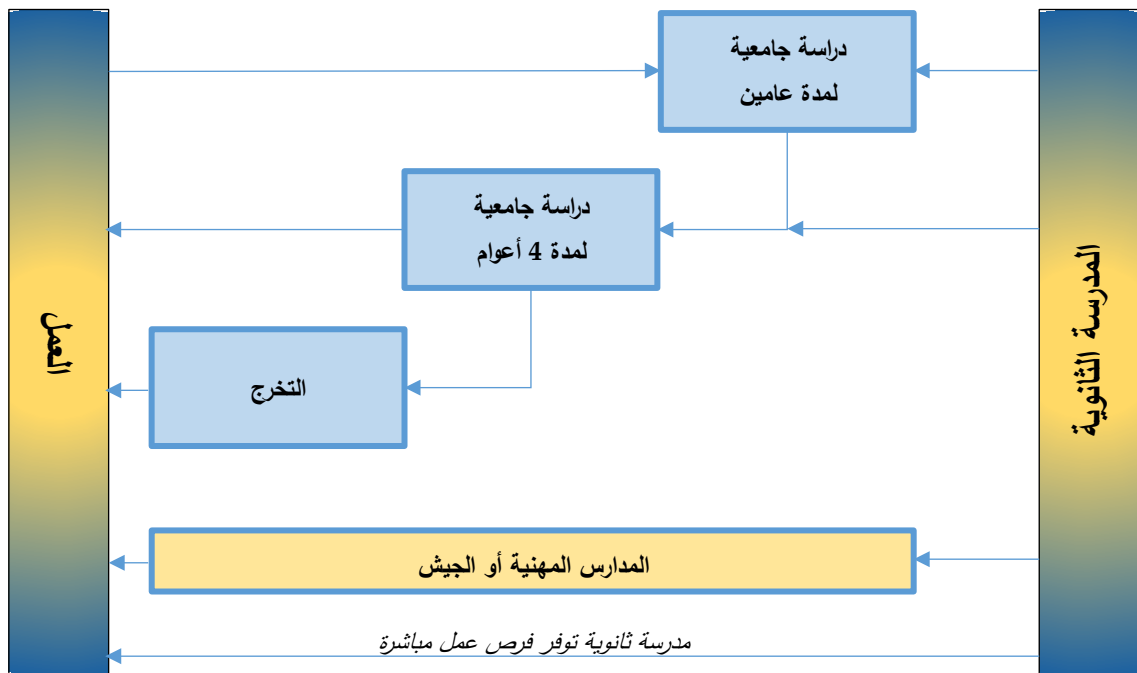 المدرسة الثانوية
دراسة جامعية
لمدة عامين
دراسة جامعية
لمدة 4 أعوام
التخرج
العمل
المدارس المهنية أو الجيش
مدرسة ثانوية توفر فرص عمل مباشرة